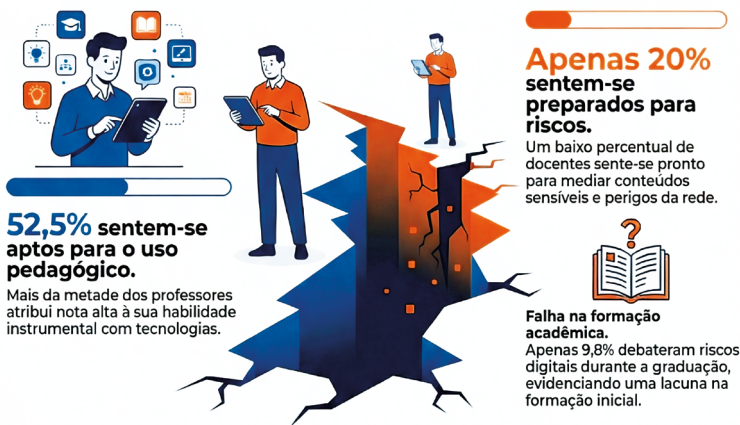 52,5% sentem-se
aptos para o uso
pedagógico.
Mais da metade dos professores
atribui nota alta à sua habilidade
instrumental com tecnologias.
Apenas 20%
sentem-se
preparados para
riscos.
Um baixo percentual de
docentes sente-se pronto
para mediar conteúdos
sensíveis e perigos da rede.
?
Falha na formação
acadêmica.
Apenas 9,8% debateram riscos
digitais durante a graduação,
evidenciando uma lacuna na
formação inicial.